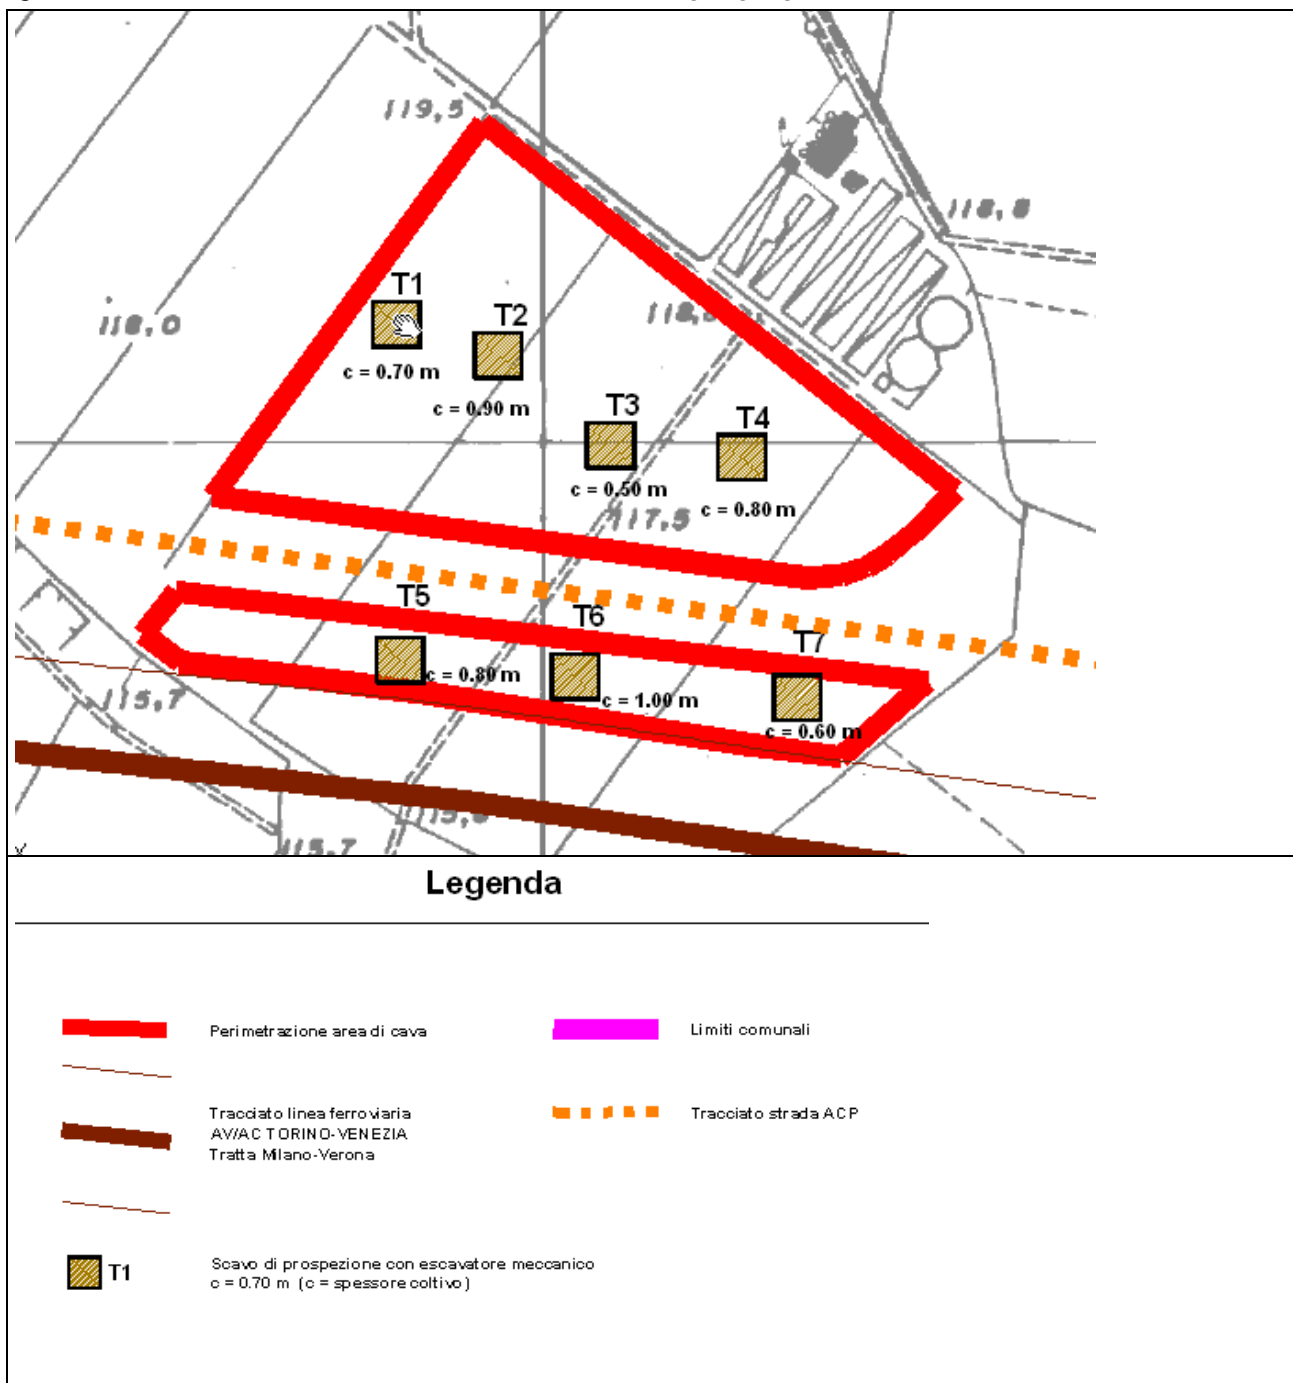 119,5
118,8
T1
118,0
T2
c = 0.70 m
c = 0.90 m
T3
T4
c = 0.50 m
c = 0.80 m
117,5
T5
T6
T7
c = 0.80 m
c = 1.00 m
115,7
c = 0.60 m
115,7
Legenda
Perimetrazione area di cava
Limiti comunali
Tracciato linea ferroviaria
AV/AC TORINO-VENEZIA
Tratta Milano-Verona
Tracciato strada ACP
T1
Scavo di prospezione con escavatore meccanico
c = 0.70 m (c = spessore coltivo)